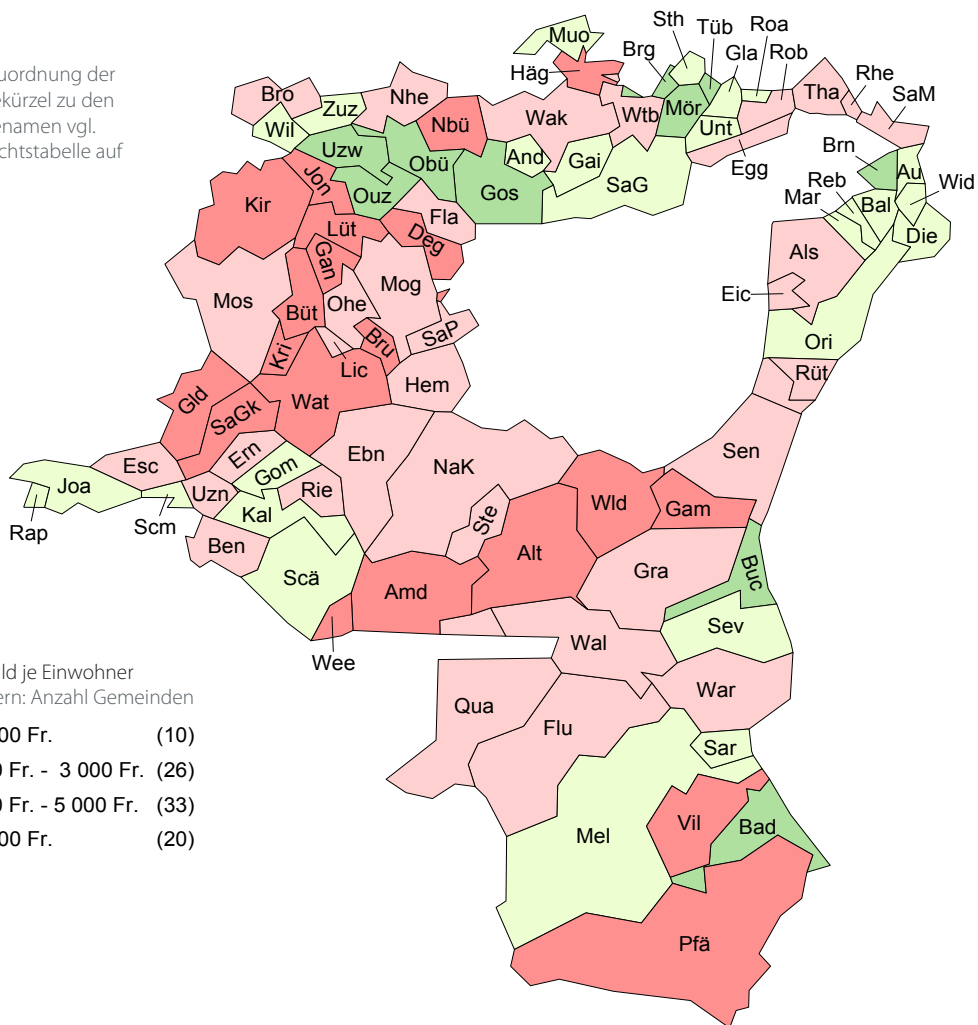 uordnung der
ekürzel zu den
enamen vgl.
chtstabelle auf
Muo
Sth
Tüb
Roa
Häg
Brg
Gla
Rob
Bro
Zuz
Nhe
Tha
Rhe
SaM
Wil
Nbü
Wak
Wtb
Mör
Unt
Uzw
Obü
And
Gai
Egg
Brn
Au
Wid
Jon
Ouz
Gos
SaG
Reb
Bal
Mar
Kir
Fla
Die
Lüt
Deg
Als
Gan
Mog
Mos
Büt
Ohe
Eic
SaP
Ori
Kri
Bru
Lic
Hem
Rüt
Gld
SaGk
Wat
Ern
Ebn
NaK
Sen
Esc
Gom
Joa
Uzn
Rie
Wld
Gam
Rap
Scm
Kal
Ste
Ben
Alt
Scä
Amd
Gra
Buc
Sev
Wee
Wal
ld je Einwohner
ern: Anzahl Gemeinden
Qua
Flu
War
00 Fr. (10)
0 Fr. - 3 000 Fr. (26)
0 Fr. - 5 000 Fr. (33)
00 Fr. (20)
Sar
Mel
Vil
Bad
Pfä